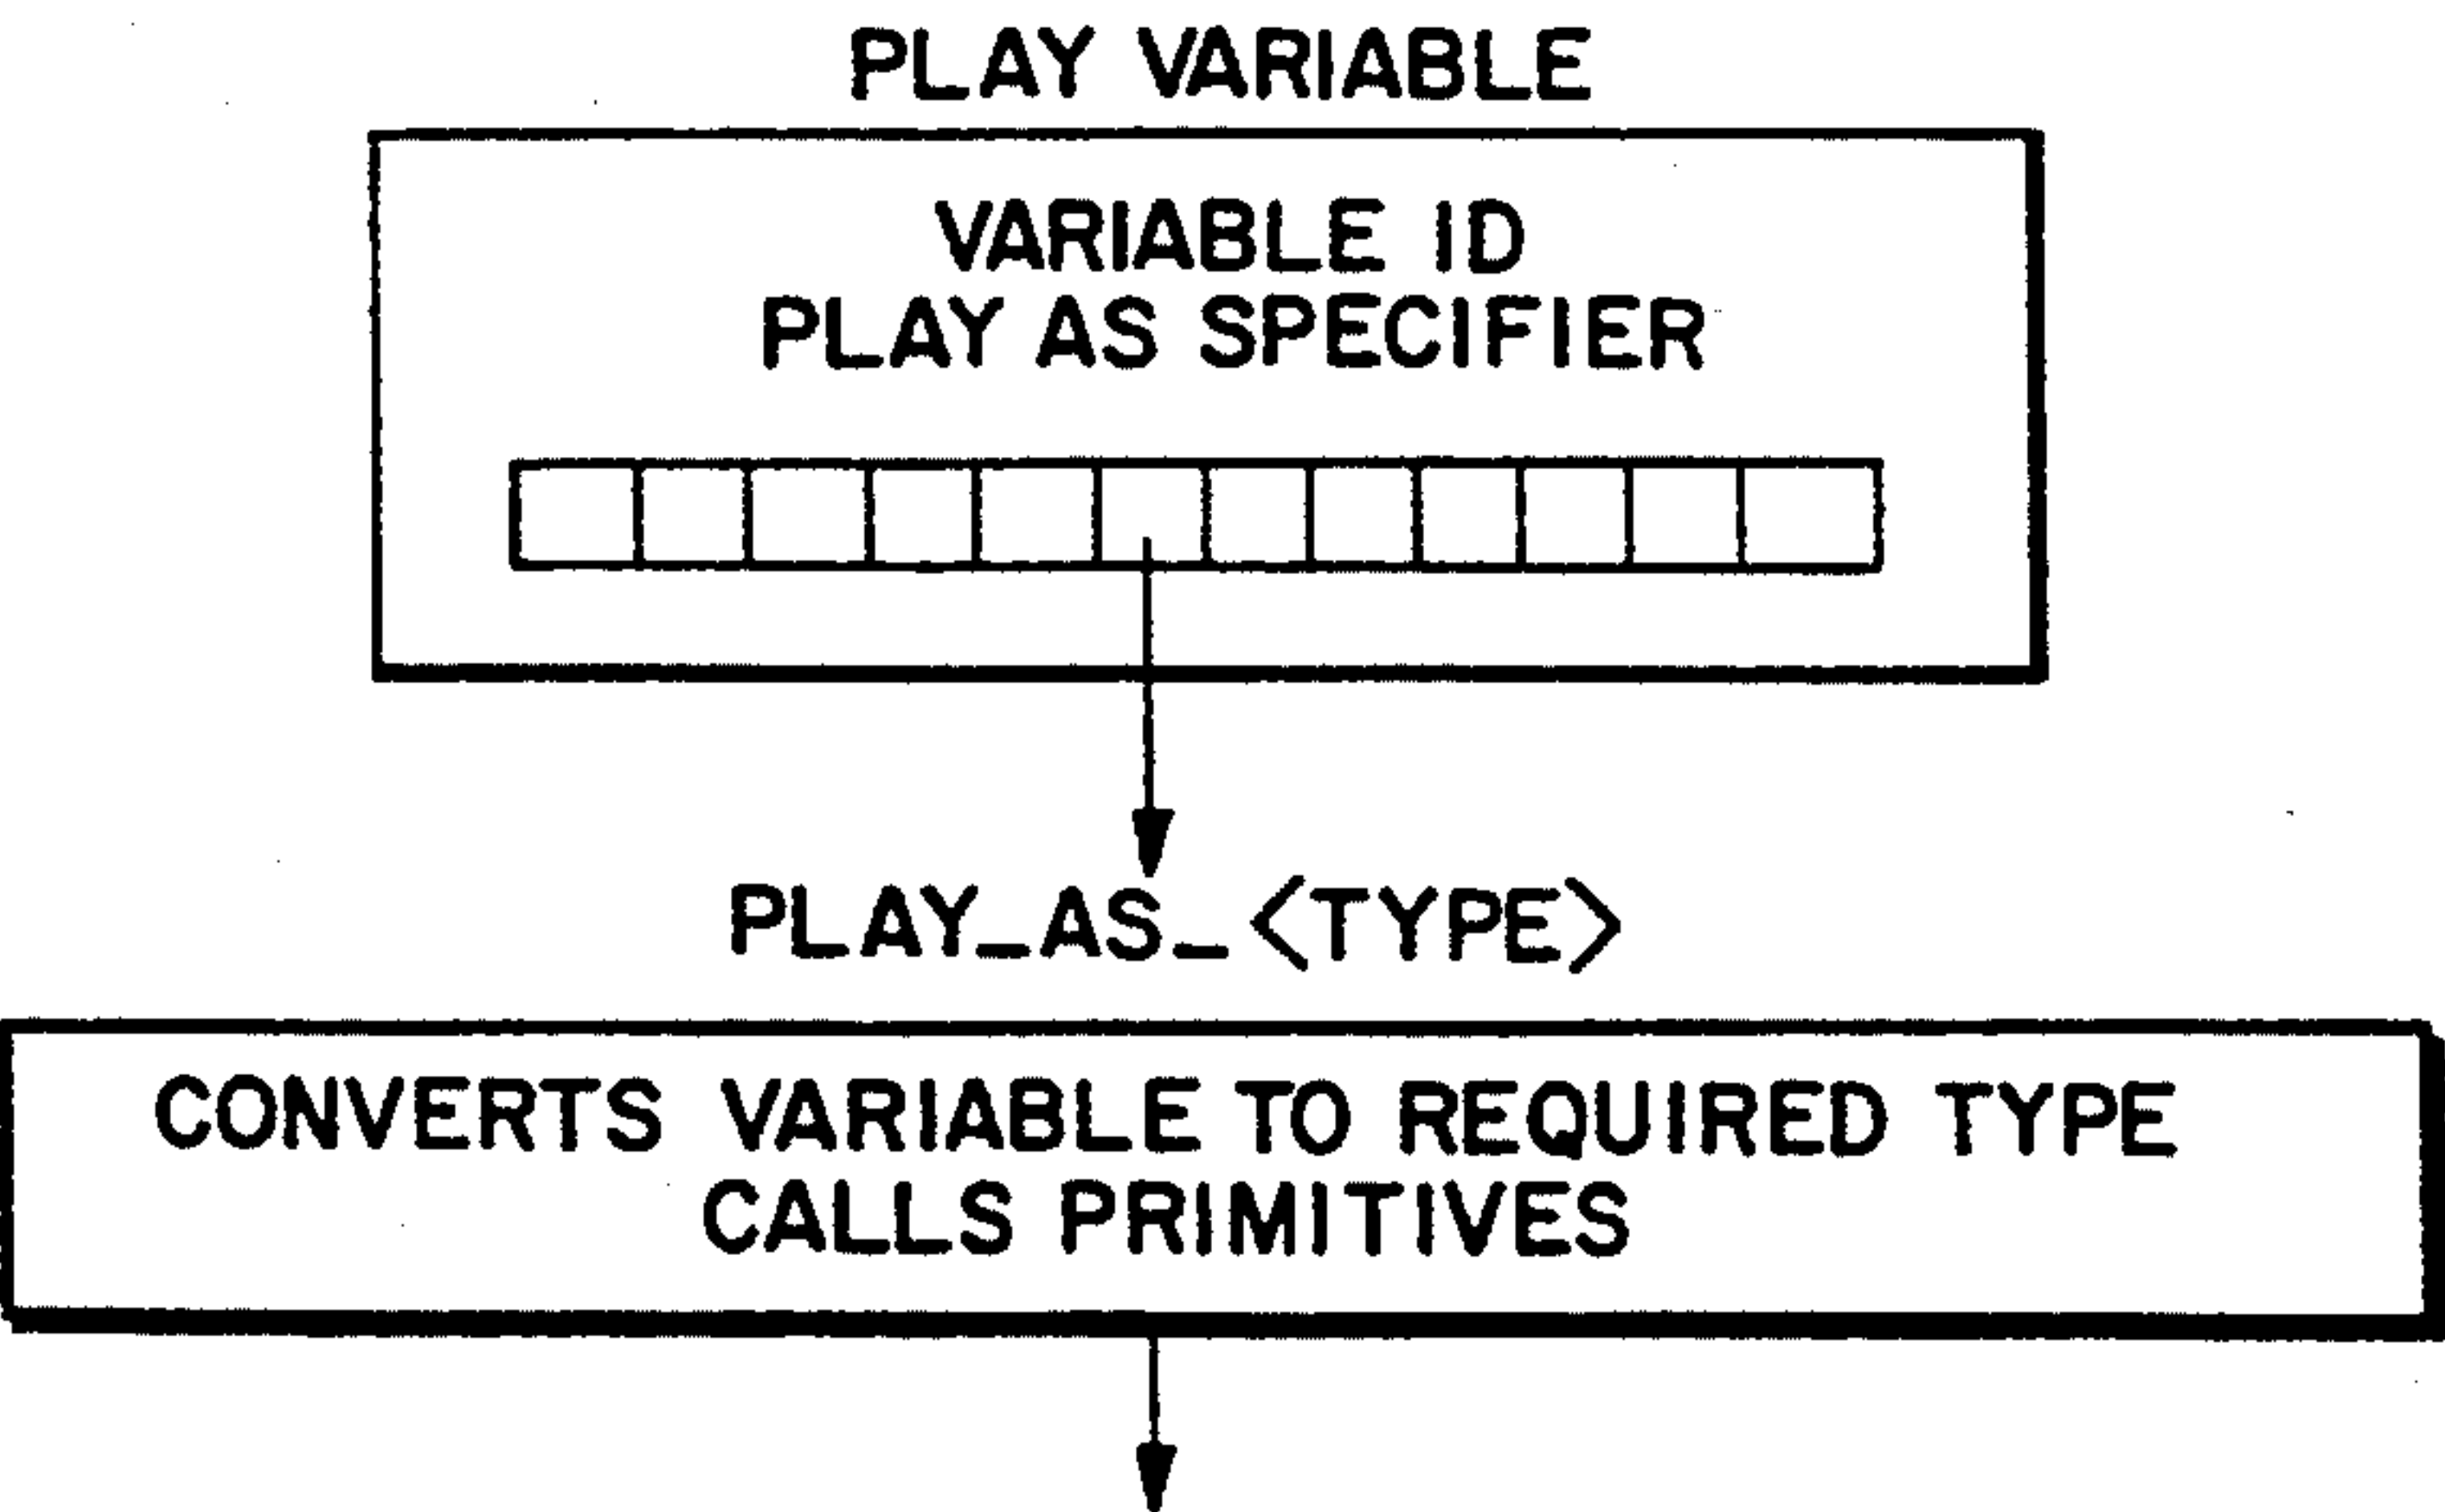 PLAY VARIABLE
VARIABLE ID
PLAY AS SPECIFIER
PLAY_AS_<TYPE>
CONVERTS VARIABLE TO REQUIRED TYPE
CALLS PRIMITIVES